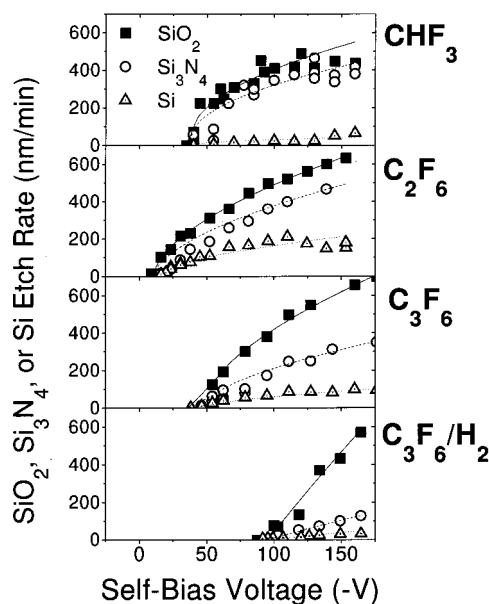 SiO₂, Si₃N₄, or Si Etch Rate (nm/min)
600
400
200
0
SiO₂
Si₃N₄
Si
CHF₃
600
400
200
0
C₂F₆
600
400
200
0
C₃F₆
600
400
200
0
C₃F₆/H₂
0 50 100 150
Self-Bias Voltage (-V)